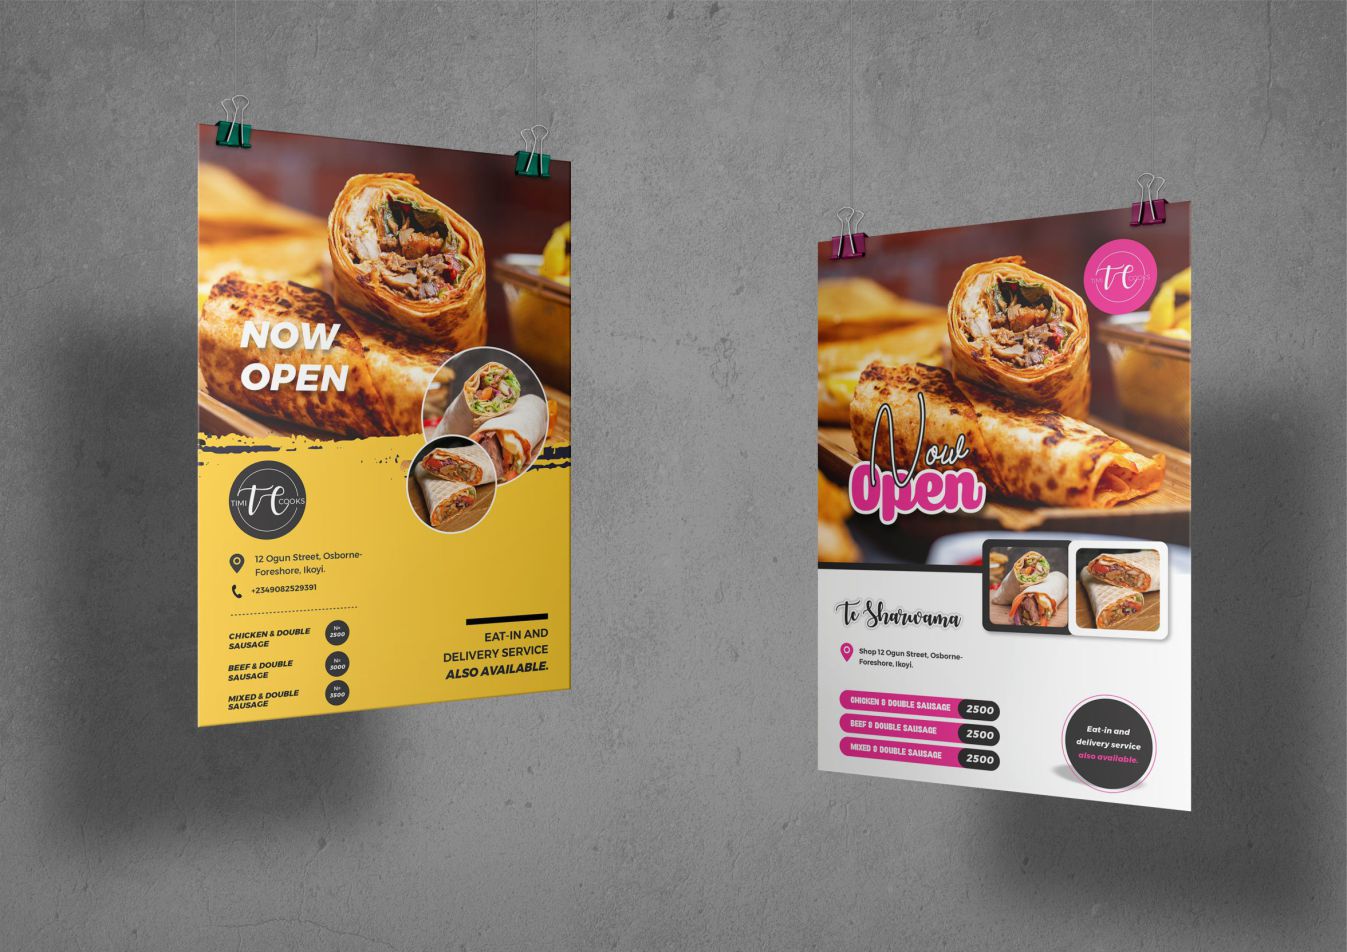 NOW
OPEN
TIMI TC COOKS
12 Ogun Street, Osborne-
Foreshore, Ikoyi.
+2349082529391
CHICKEN & DOUBLE
SAUSAGE
N=
2500
BEEF & DOUBLE
SAUSAGE
N=
3000
MIXED & DOUBLE
SAUSAGE
N=
3500
EAT-IN AND
DELIVERY SERVICE
ALSO AVAILABLE.
TIMI TC COOKS
Now
Open
Tc Sharwama
Shop 12 Ogun Street, Osborne-
Foreshore, Ikoyi.
CHICKEN & DOUBLE SAUSAGE 2500
BEEF & DOUBLE SAUSAGE 2500
MIXED & DOUBLE SAUSAGE 2500
Eat-in and
delivery service
also available.